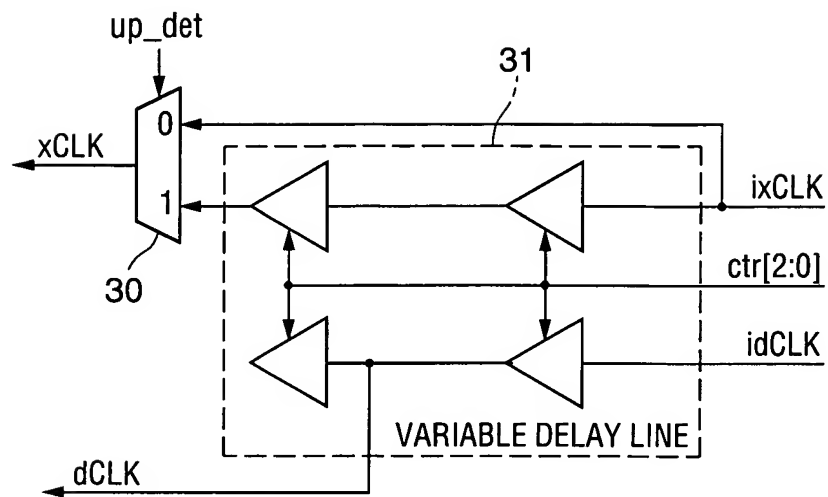 up_det
31
0
xCLK
1
ixCLK
30
ctr[2:0]
idCLK
VARIABLE DELAY LINE
dCLK